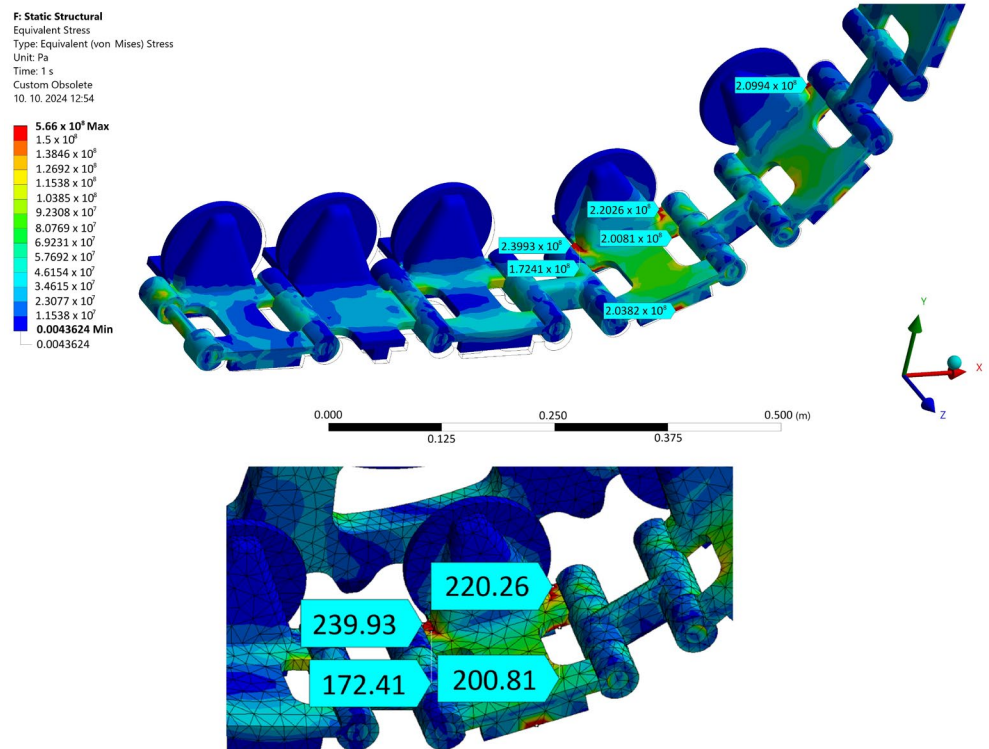 F: Static Structural
Equivalent Stress
Type: Equivalent (von Mises) Stress
Unit: Pa
Time: 1 s
Custom Obsolete
10. 10. 2024 12:54
5.66 x 10⁸ Max
1.5 x 10⁸
1.3846 x 10⁸
1.2692 x 10⁸
1.1538 x 10⁸
1.0385 x 10⁸
9.2308 x 10⁷
8.0769 x 10⁷
6.9231 x 10⁷
5.7692 x 10⁷
4.6154 x 10⁷
3.4615 x 10⁷
2.3077 x 10⁷
1.1538 x 10⁷
0.0043624 Min
0.0043624
2.0994 x 10⁸
2.2026 x 10⁸
2.0081 x 10⁸
2.3993 x 10⁸
1.7241 x 10⁸
2.0382 x 10⁸
Y
X
Z
0.000 0.250 0.500 (m)
0.125 0.375
220.26
239.93
172.41 200.81